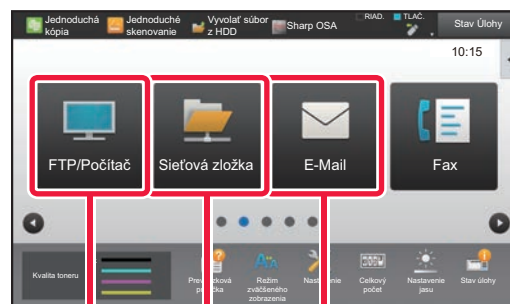 Jednoduchá
kópia
Jednoduché
skenovanie
Vyvolať súbor
z HDD
Sharp OSA
RIAD.
TLAČ.
Stav Úlohy
10:15
FTP/Počítač
Sieťová zložka
E-Mail
Fax
Kvalita toneru
Režim
zväčšeného
zobrazenia
Celkový
počet
Nastavenie
jasu
Stav úlohy